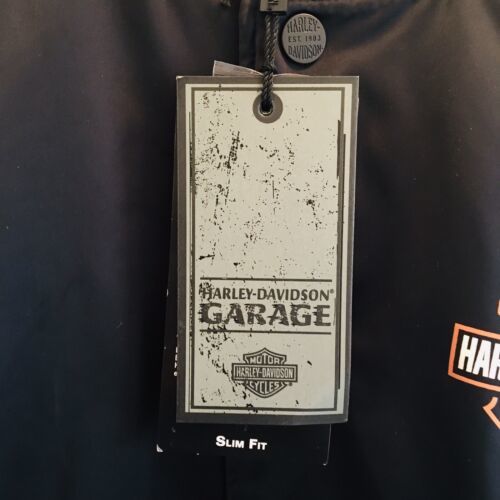 HARLEY-
EST. 1903
DAVIDSON
HARLEY-DAVIDSON®
GARAGE
MOTOR
HARLEY-DAVIDSON
CYCLES
HAR
SLIM FIT